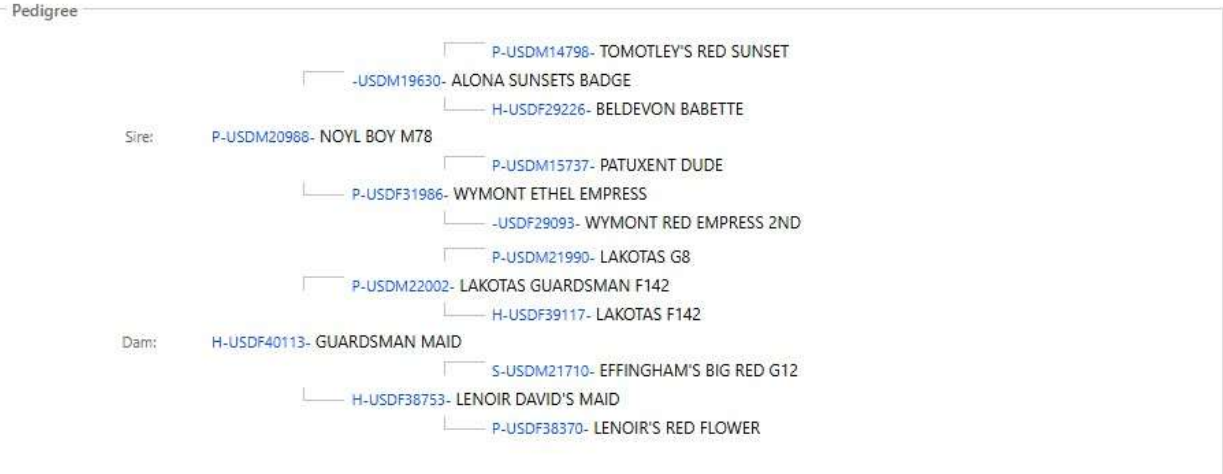 Pedigree
P-USDM14798- TOMOTLEY'S RED SUNSET
-USDM19630- ALONA SUNSETS BADGE
H-USDF29226- BELDEVON BABETTE
Sire: P-USDM20988- NOYL BOY M78
P-USDM15737- PATUXENT DUDE
P-USDF31986- WYMONT ETHEL EMPRESS
-USDF29093- WYMONT RED EMPRESS 2ND
P-USDM21990- LAKOTAS G8
P-USDM22002- LAKOTAS GUARDSMAN F142
H-USDF39117- LAKOTAS F142
Dam: H-USDF40113- GUARDSMAN MAID
S-USDM21710- EFFINGHAM'S BIG RED G12
H-USDF38753- LENOIR DAVID'S MAID
P-USDF38370- LENOIR'S RED FLOWER